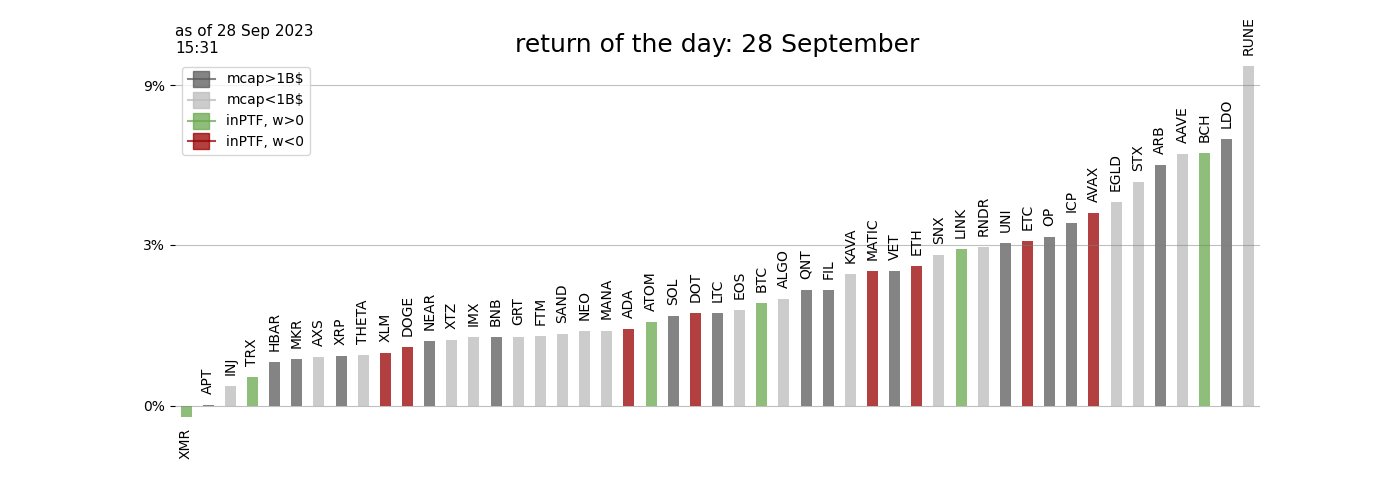 as of 28 Sep 2023
15:31
return of the day: 28 September
mcap>1B$
mcap<1B$
inPTF, w>0
inPTF, w<0
9%
3%
0%
XMR
APT
INJ
TRX
HBAR
MKR
AXS
XRP
THETA
XLM
DOGE
NEAR
XTZ
IMX
BNB
GRT
FTM
SAND
NEO
MANA
ADA
ATOM
SOL
DOT
LTC
EOS
BTC
ALGO
QNT
FIL
KAVA
MATIC
VET
ETH
SNX
LINK
RNDR
UNI
ETC
OP
ICP
AVAX
EGLD
STX
ARB
AAVE
BCH
LDO
RUNE